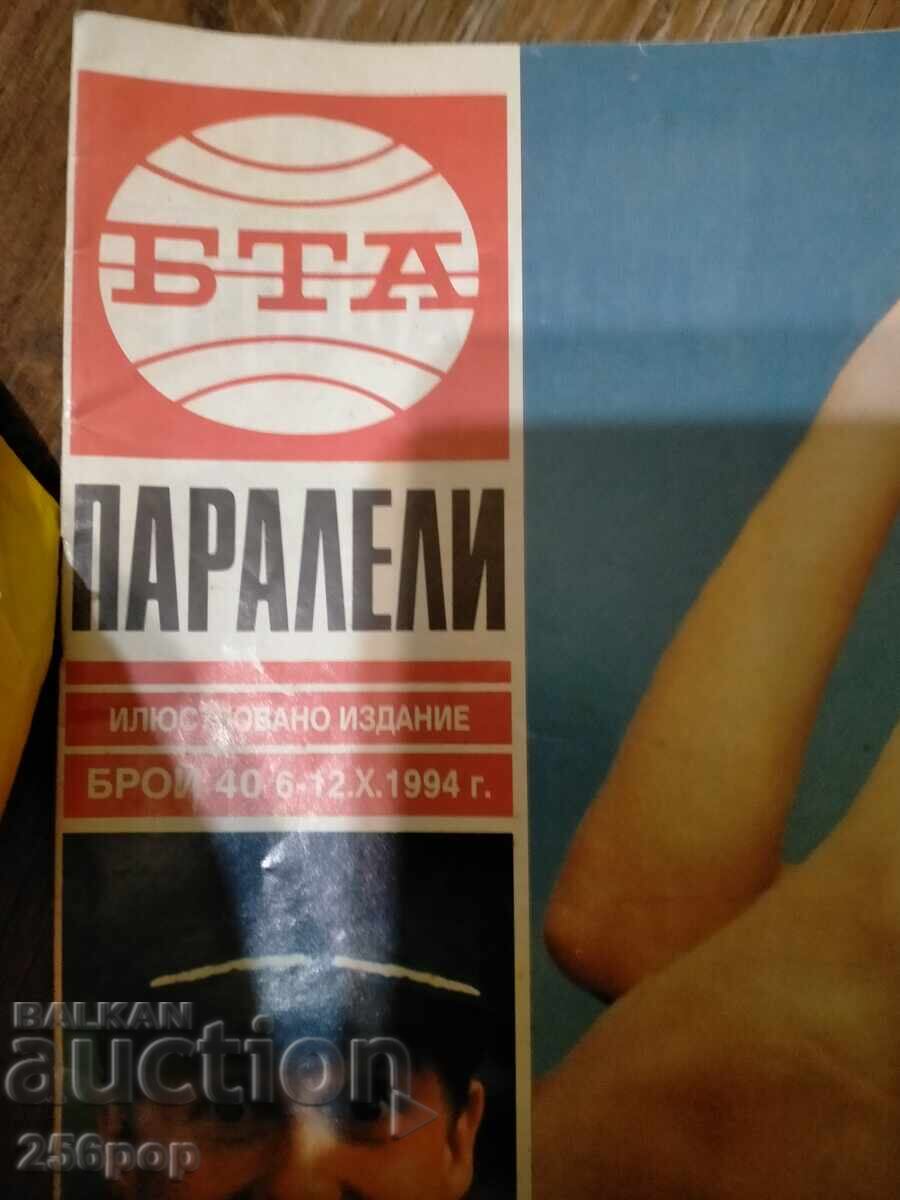 БТА
ПАРАЛЕЛИ
ИЛЮСТРОВАНО ИЗДАНИЕ
БРОЙ 40 6-12.X.1994 г.
BALKAN
auction
256pop